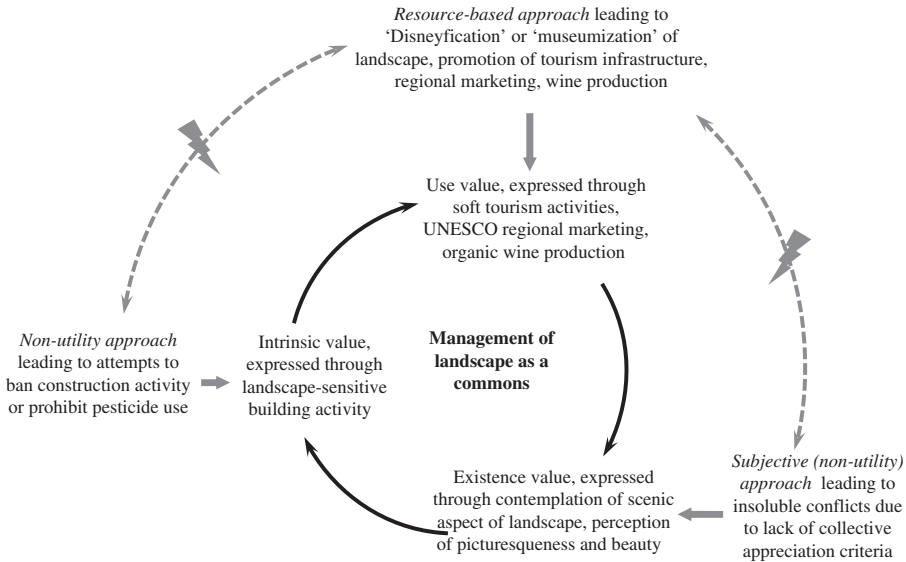 Resource-based approach leading to
‘Disneyfication’ or ‘museumization’ of
landscape, promotion of tourism infrastructure,
regional marketing, wine production
Use value, expressed through
soft tourism activities,
UNESCO regional marketing,
organic wine production
Non-utility approach
leading to attempts to
ban construction activity
or prohibit pesticide use
Intrinsic value,
expressed through
landscape-sensitive
building activity
Management of
landscape as a
commons
Existence value, expressed
through contemplation of scenic
aspect of landscape, perception
of picturesqueness and beauty
Subjective (non-utility)
approach leading to
insoluble conflicts due
to lack of collective
appreciation criteria